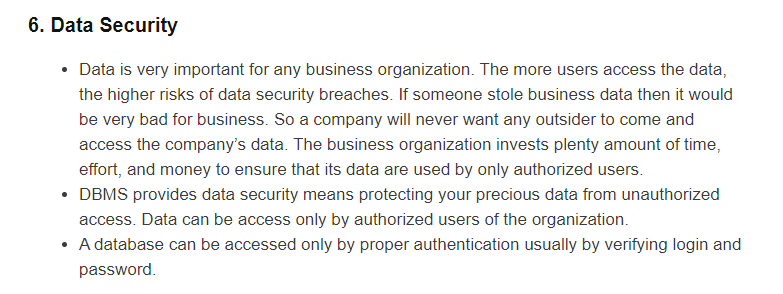 6. Data Security
• Data is very important for any business organization. The more users access the data,
the higher risks of data security breaches. If someone stole business data then it would
be very bad for business. So a company will never want any outsider to come and
access the company’s data. The business organization invests plenty amount of time,
effort, and money to ensure that its data are used by only authorized users.
• DBMS provides data security means protecting your precious data from unauthorized
access. Data can be access only by authorized users of the organization.
• A database can be accessed only by proper authentication usually by verifying login and
password.